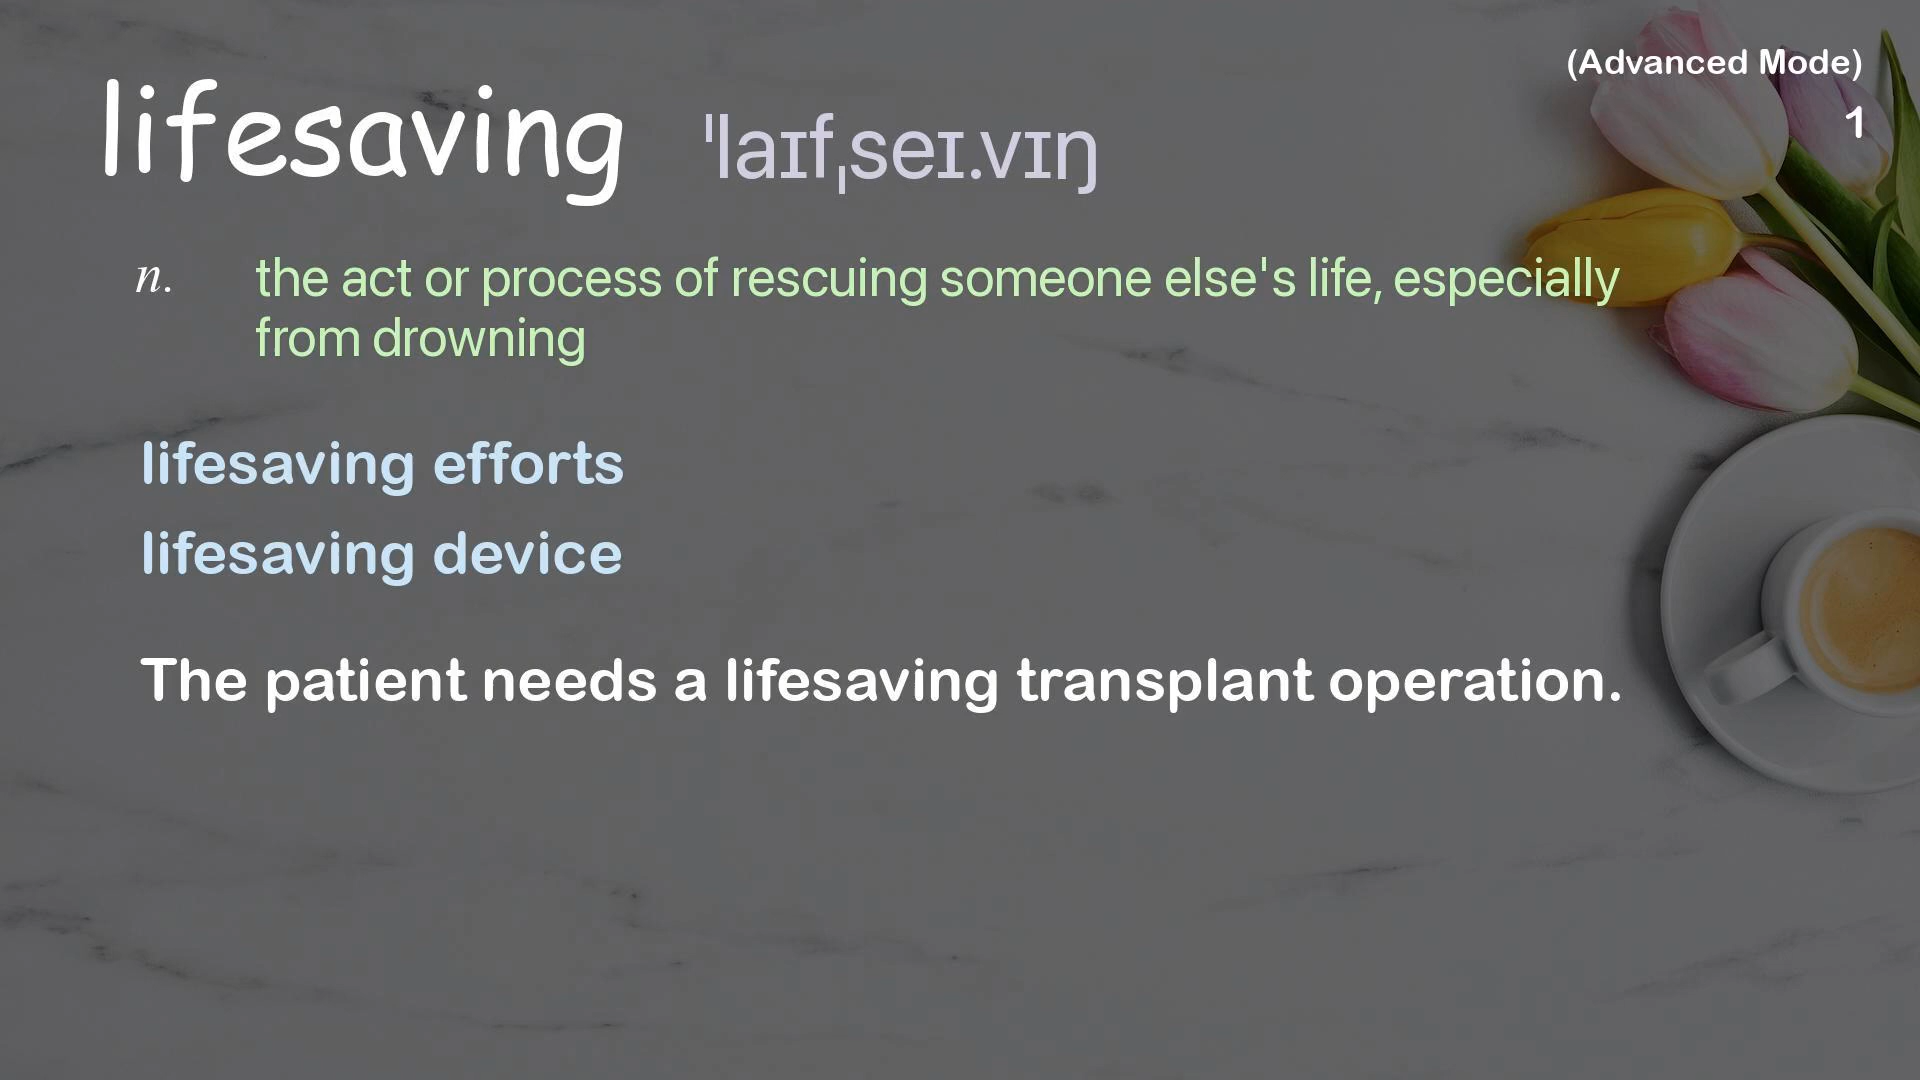 (Advanced Mode)
1
lifesaving ˈlaɪfˌseɪ.vɪŋ
n. the act or process of rescuing someone else's life, especially
from drowning
lifesaving efforts
lifesaving device
The patient needs a lifesaving transplant operation.